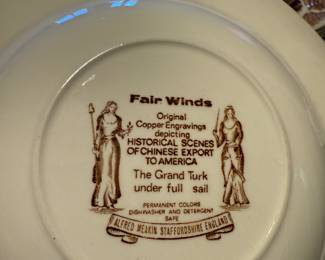 Fair Winds
Original
Copper Engravings
depicting
HISTORICAL SCENES
OF CHINESE EXPORT
TO AMERICA
The Grand Turk
under full sail
PERMANENT COLORS
DISHWASHER AND DETERGENT
SAFE
ALFRED MEAKIN STAFFORDSHIRE ENGLAND